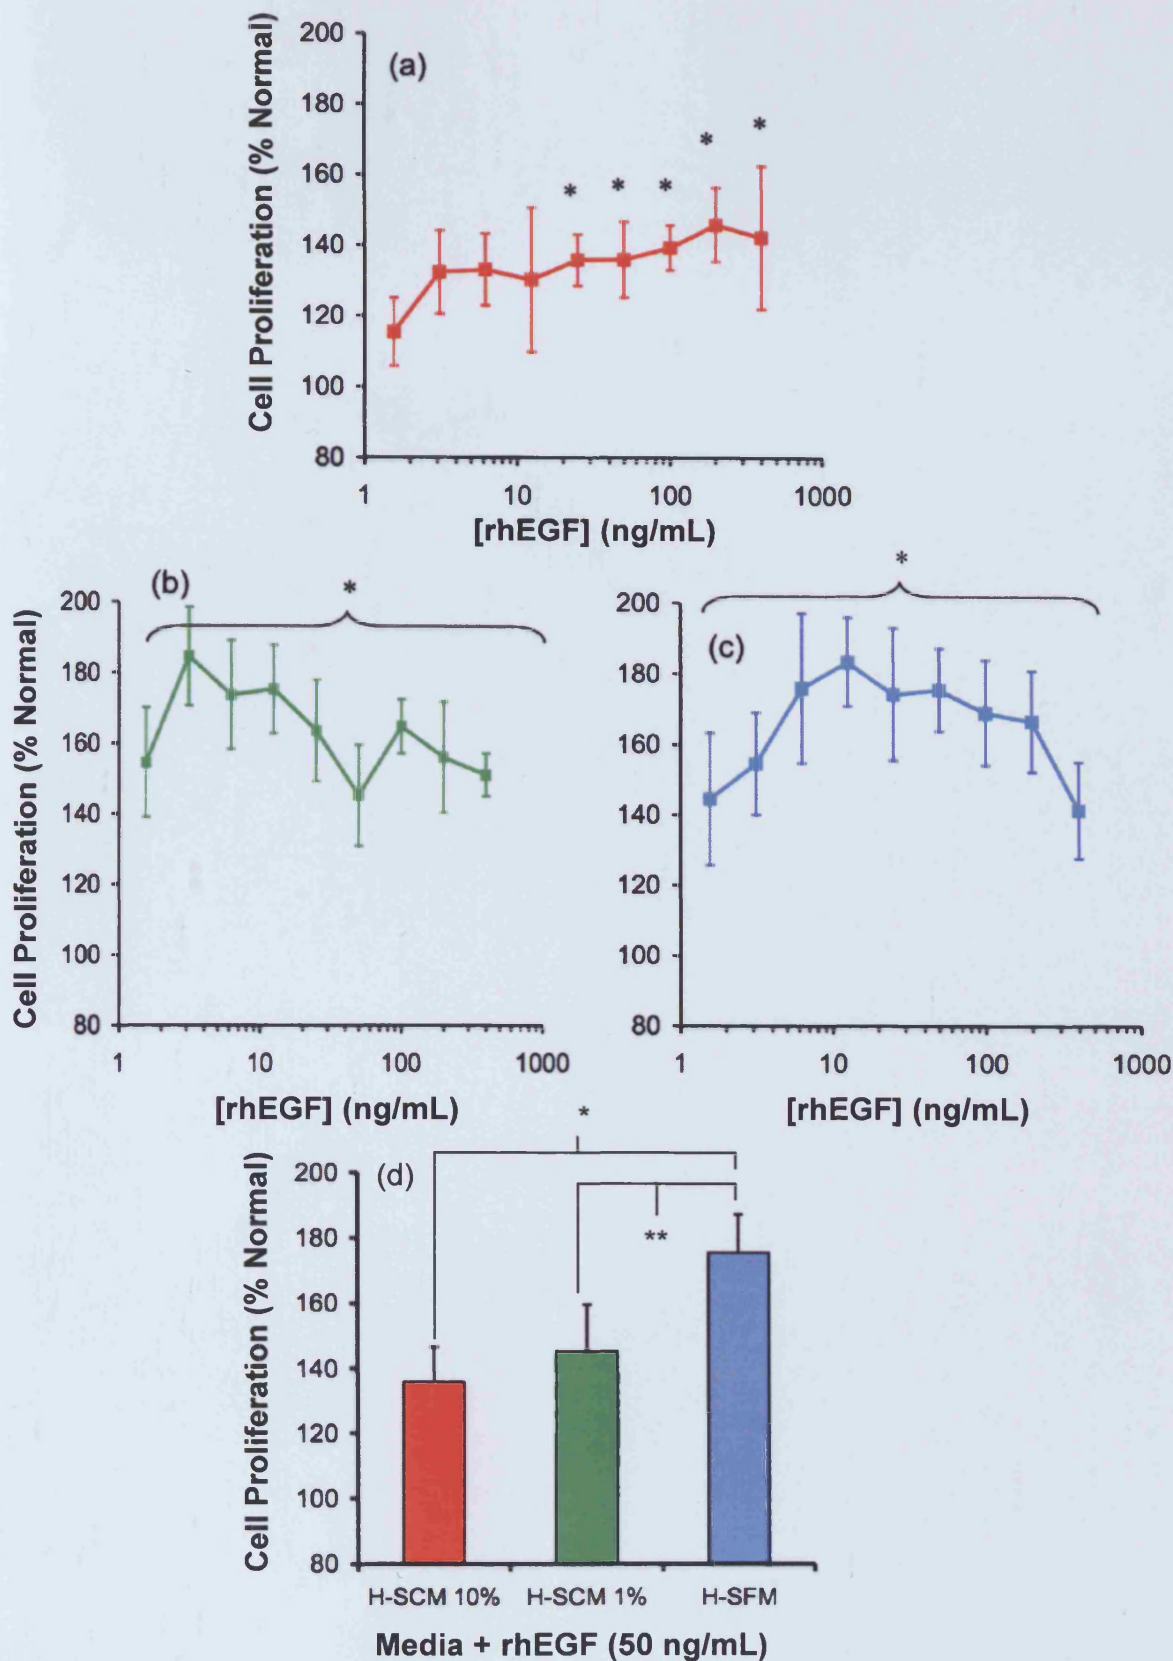 (a)
Cell Proliferation (% Normal)
200
180
160
140
120
100
80
* * * * *
1 10 100 1000
[rhEGF] (ng/mL)
(b)
*
Cell Proliferation (% Normal)
200
180
160
140
120
100
80
1 10 100 1000
[rhEGF] (ng/mL)
*
(c)
200
180
160
140
120
100
80
1 10 100 1000
[rhEGF] (ng/mL)
(d)
*
**
Cell Proliferation (% Normal)
200
180
160
140
120
100
80
H-SCM 10% H-SCM 1% H-SFM
Media + rhEGF (50 ng/mL)